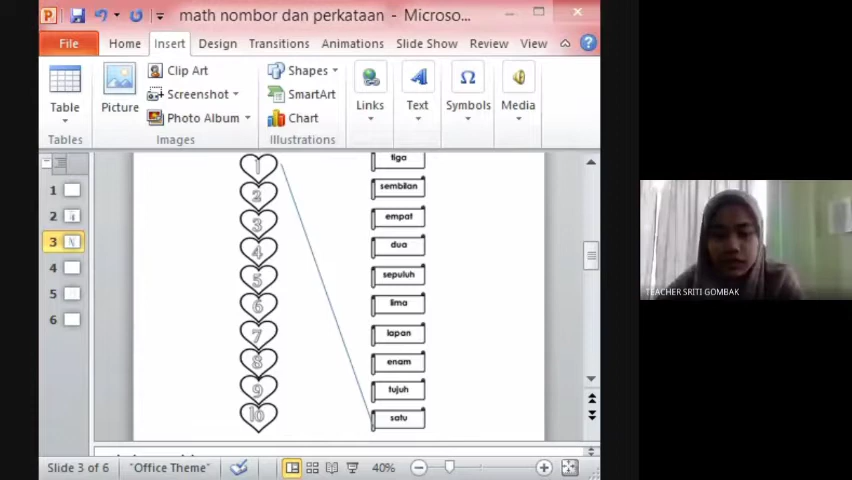 math nombor dan perkataan - Microso...
File Home Insert Design Transitions Animations Slide Show Review View
Table
Picture
Clip Art
Screenshot
Photo Album
Shapes
SmartArt
Chart
Links
Text
Symbols
Media
Tables
Images
Illustrations
1
2
3
4
5
6
1 tiga
2 sembilan
3 empat
4 dua
5 sepuluh
6 lima
7 lapan
8 enam
9 tujuh
10 satu
TEACHER SRITI GOMBAK
Slide 3 of 6 "Office Theme" 40%